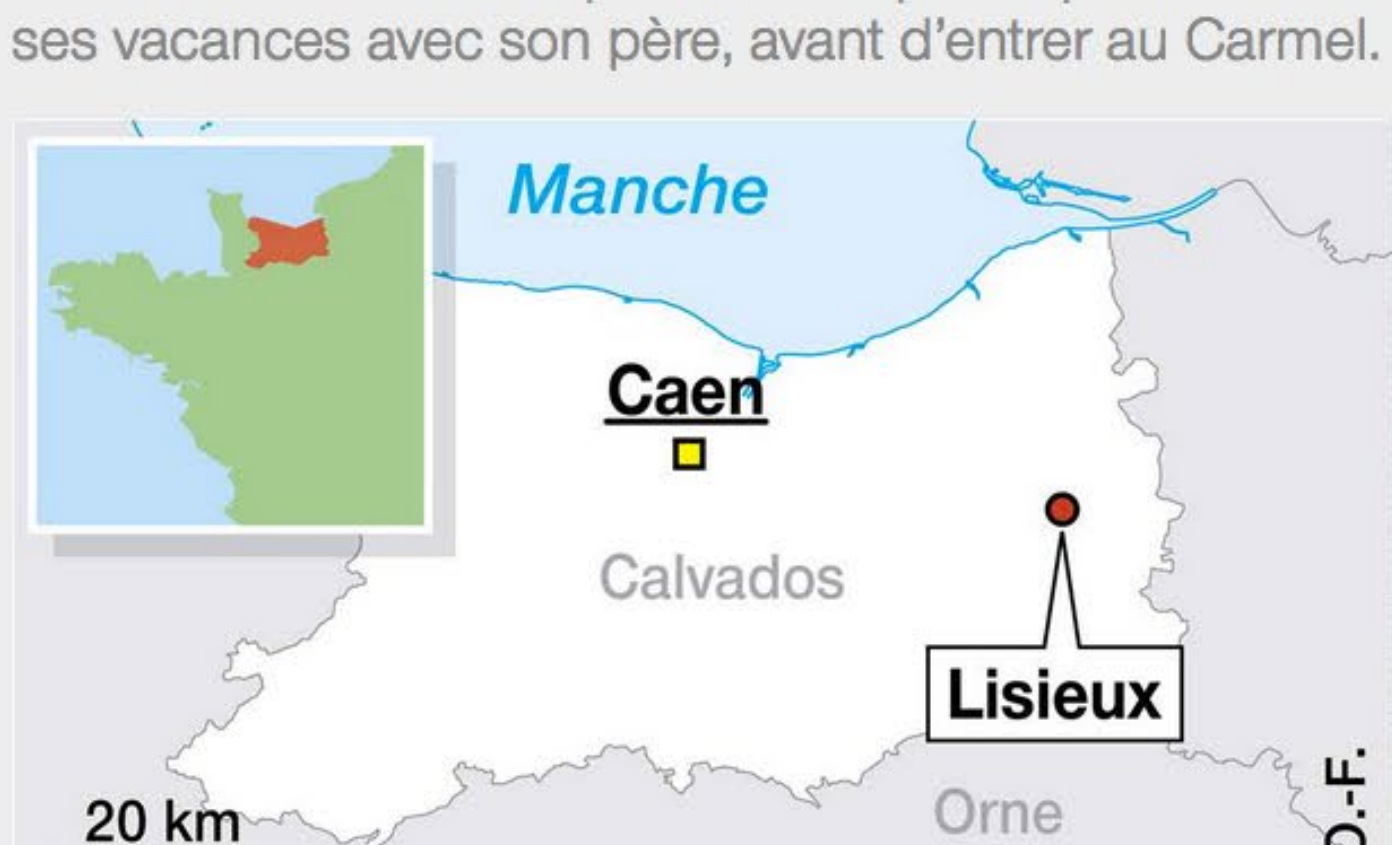 ses vacances avec son père, avant d'entrer au Carmel.
Manche
Caen
Calvados
Lisieux
20 km
Orne